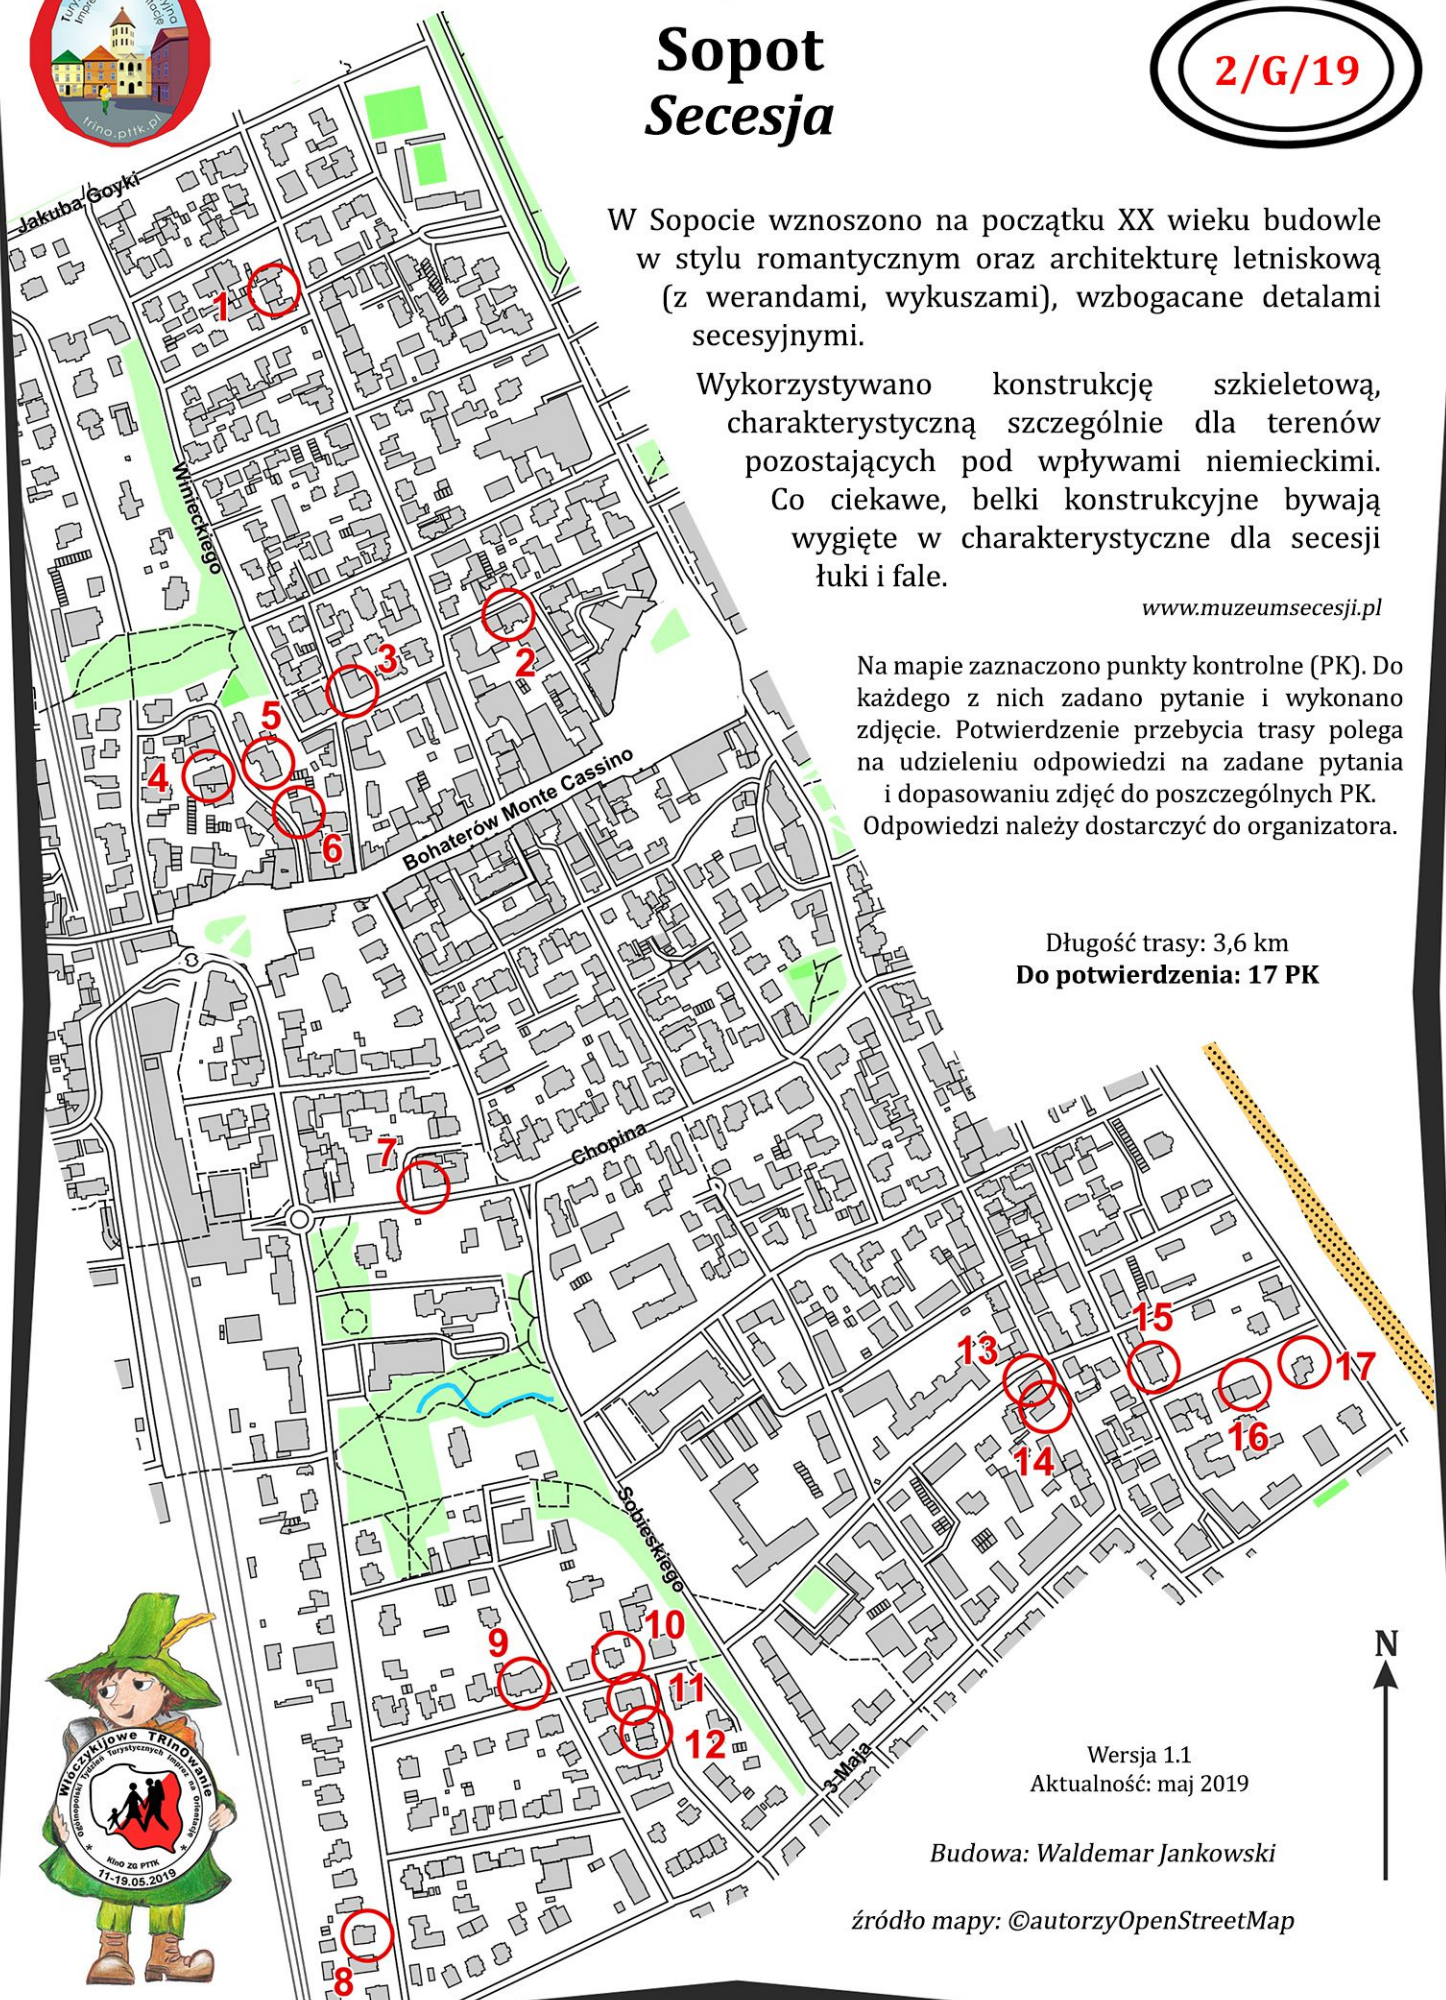 Sopot
Secesja
2/G/19
trino.pttk.pl
W Sopocie wznoszono na początku XX wieku budowle
w stylu romantycznym oraz architekturę letniskową
(z werandami, wykuszami), wzbogacane detalami
secesyjnymi.
Wykorzystywano konstrukcję szkieletową,
charakterystyczną szczególnie dla terenów
pozostających pod wpływami niemieckimi.
Co ciekawe, belki konstrukcyjne bywają
wygięte w charakterystyczne dla secesji
łuki i fale.
www.muzeumsecesji.pl
Na mapie zaznaczono punkty kontrolne (PK). Do
każdego z nich zadano pytanie i wykonano
zdjęcie. Potwierdzenie przebycia trasy polega
na udzieleniu odpowiedzi na zadane pytania
i dopasowaniu zdjęć do poszczególnych PK.
Odpowiedzi należy dostarczyć do organizatora.
Długość trasy: 3,6 km
Do potwierdzenia: 17 PK
Jakuba Goyki
1
Winieckiego
2
3
5
4
6
Bohaterów Monte Cassino
7
Chopina
15
13
17
16
14
Sobieskiego
10
9
11
12
3 Maja
8
N
Włóczykijowe TRInOwanie
Ogólnopolski Tydzień Turystycznych Imprez na Orientację
KInO ZG PTTK
11-19.05.2019
Wersja 1.1
Aktualność: maj 2019
Budowa: Waldemar Jankowski
źródło mapy: ©autorzyOpenStreetMap